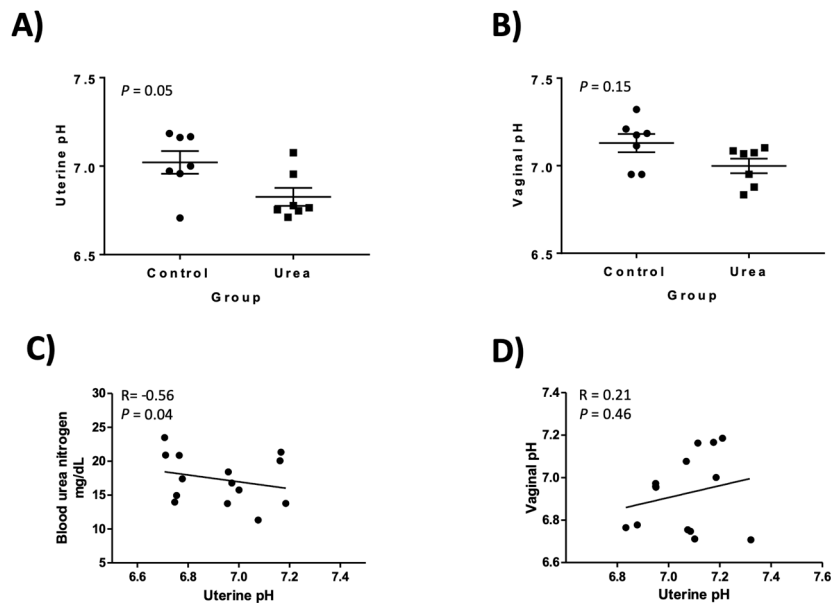 A)
Uterine pH
7.5
7.0
6.5
P = 0.05
Control
Urea
Group
B)
Vaginal pH
7.5
7.0
6.5
P = 0.15
Control
Urea
Group
C)
Blood urea nitrogen
mg/dL
30
25
20
15
10
5
R= -0.56
P = 0.04
6.6
6.8
7.0
7.2
7.4
Uterine pH
D)
Vaginal pH
7.4
7.2
7.0
6.8
6.6
R = 0.21
P = 0.46
6.8
7.0
7.2
7.4
7.6
Uterine pH